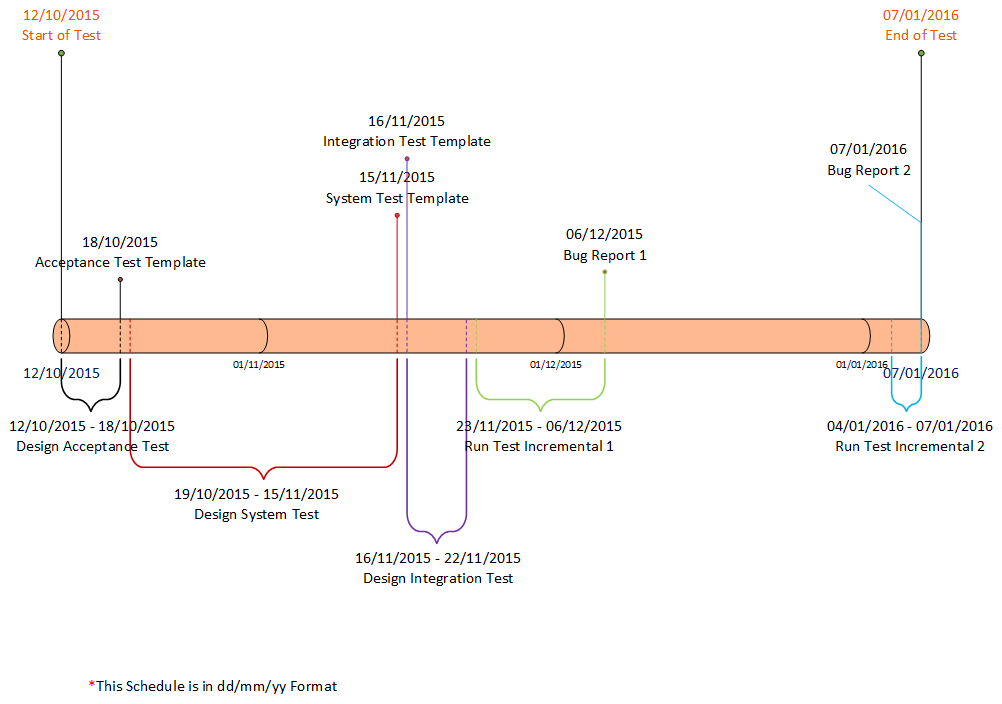 12/10/2015
Start of Test
07/01/2016
End of Test
16/11/2015
Integration Test Template
07/01/2016
Bug Report 2
15/11/2015
System Test Template
06/12/2015
Bug Report 1
18/10/2015
Acceptance Test Template
01/11/2015
01/12/2015
01/01/2016
12/10/2015
07/01/2016
12/10/2015 - 18/10/2015
Design Acceptance Test
23/11/2015 - 06/12/2015
Run Test Incremental 1
04/01/2016 - 07/01/2016
Run Test Incremental 2
19/10/2015 - 15/11/2015
Design System Test
16/11/2015 - 22/11/2015
Design Integration Test
*This Schedule is in dd/mm/yy Format